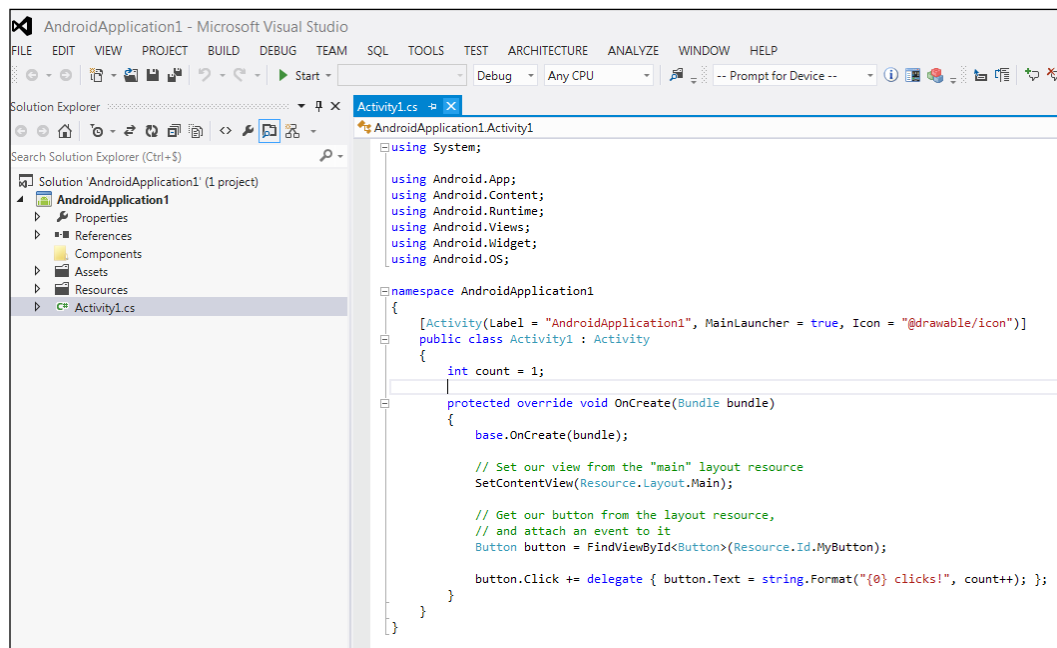 AndroidApplication1 - Microsoft Visual Studio
FILE EDIT VIEW PROJECT BUILD DEBUG TEAM SQL TOOLS TEST ARCHITECTURE ANALYZE WINDOW HELP
Start Debug Any CPU -- Prompt for Device --
Solution Explorer
Search Solution Explorer (Ctrl+$)
Solution 'AndroidApplication1' (1 project)
AndroidApplication1
Properties
References
Components
Assets
Resources
C# Activity1.cs
Activity1.cs
AndroidApplication1.Activity1
using System;
using Android.App;
using Android.Content;
using Android.Runtime;
using Android.Views;
using Android.Widget;
using Android.OS;
namespace AndroidApplication1
{
[Activity(Label = "AndroidApplication1", MainLauncher = true, Icon = "@drawable/icon")]
public class Activity1 : Activity
{
int count = 1;
protected override void OnCreate(Bundle bundle)
{
base.OnCreate(bundle);
// Set our view from the "main" layout resource
SetContentView(Resource.Layout.Main);
// Get our button from the layout resource,
// and attach an event to it
Button button = FindViewById<Button>(Resource.Id.MyButton);
button.Click += delegate { button.Text = string.Format("{0} clicks!", count++); };
}
}
}